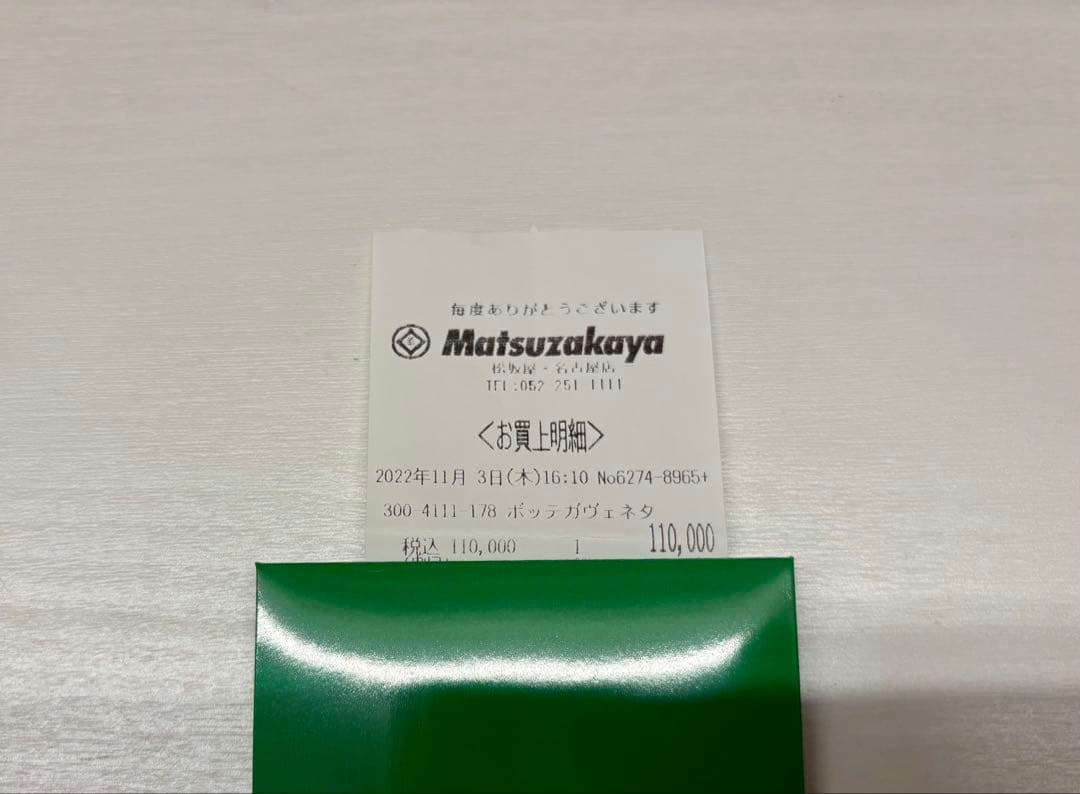 毎度ありがとうございます
Matsuzakaya
松坂屋・名古屋店
TEL:052 251 1111
<お買上明細>
2022年11月 3日(木)16:10 No6274-8965+
300-4111-178 ボッテガヴェネタ
税込 110,000 1 110,000